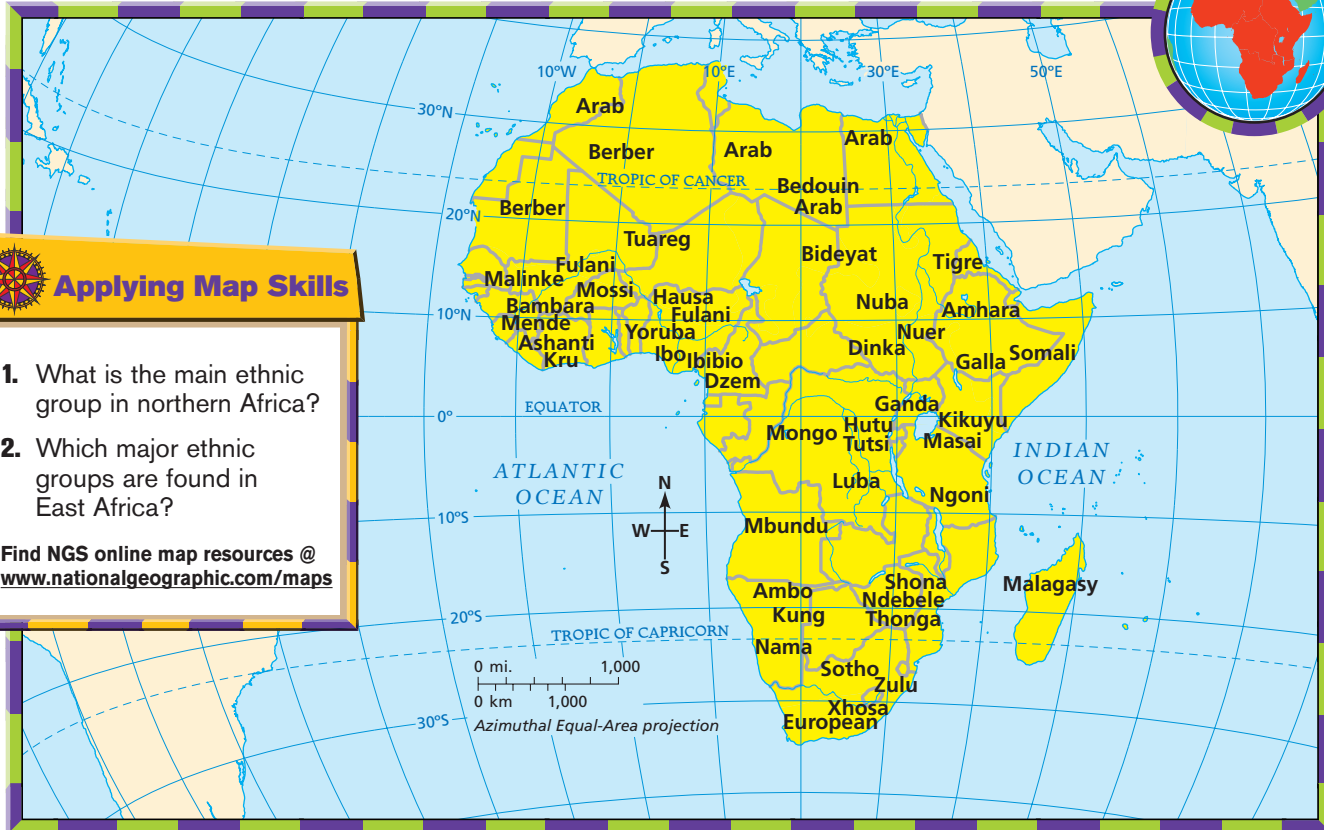 Applying Map Skills
1. What is the main ethnic
group in northern Africa?
2. Which major ethnic
groups are found in
East Africa?
Find NGS online map resources @
www.nationalgeographic.com/maps
10°W
10°E
30°E
50°E
30°N
20°N
10°N
0°
10°S
20°S
30°S
Arab
Berber
Arab
Arab
TROPIC OF CANCER
Bedouin
Arab
Berber
Tuareg
Bideyat
Tigre
Fulani
Malinke
Mossi
Bambara
Hausa
Fulani
Nuba
Amhara
Mende
Yoruba
Nuer
Ashanti
Kru
Ibo
Ibibio
Dinka
Galla
Somali
Dzem
EQUATOR
Ganda
Kikuyu
Mongo
Hutu
Tutsi
Masai
ATLANTIC
OCEAN
INDIAN
OCEAN
Luba
Ngoni
N
W
E
S
Mbundu
Malagasy
Ambo
Shona
Ndebele
Kung
Thonga
TROPIC OF CAPRICORN
Nama
Sotho
Zulu
Xhosa
European
0 mi. 1,000
0 km 1,000
Azimuthal Equal-Area projection